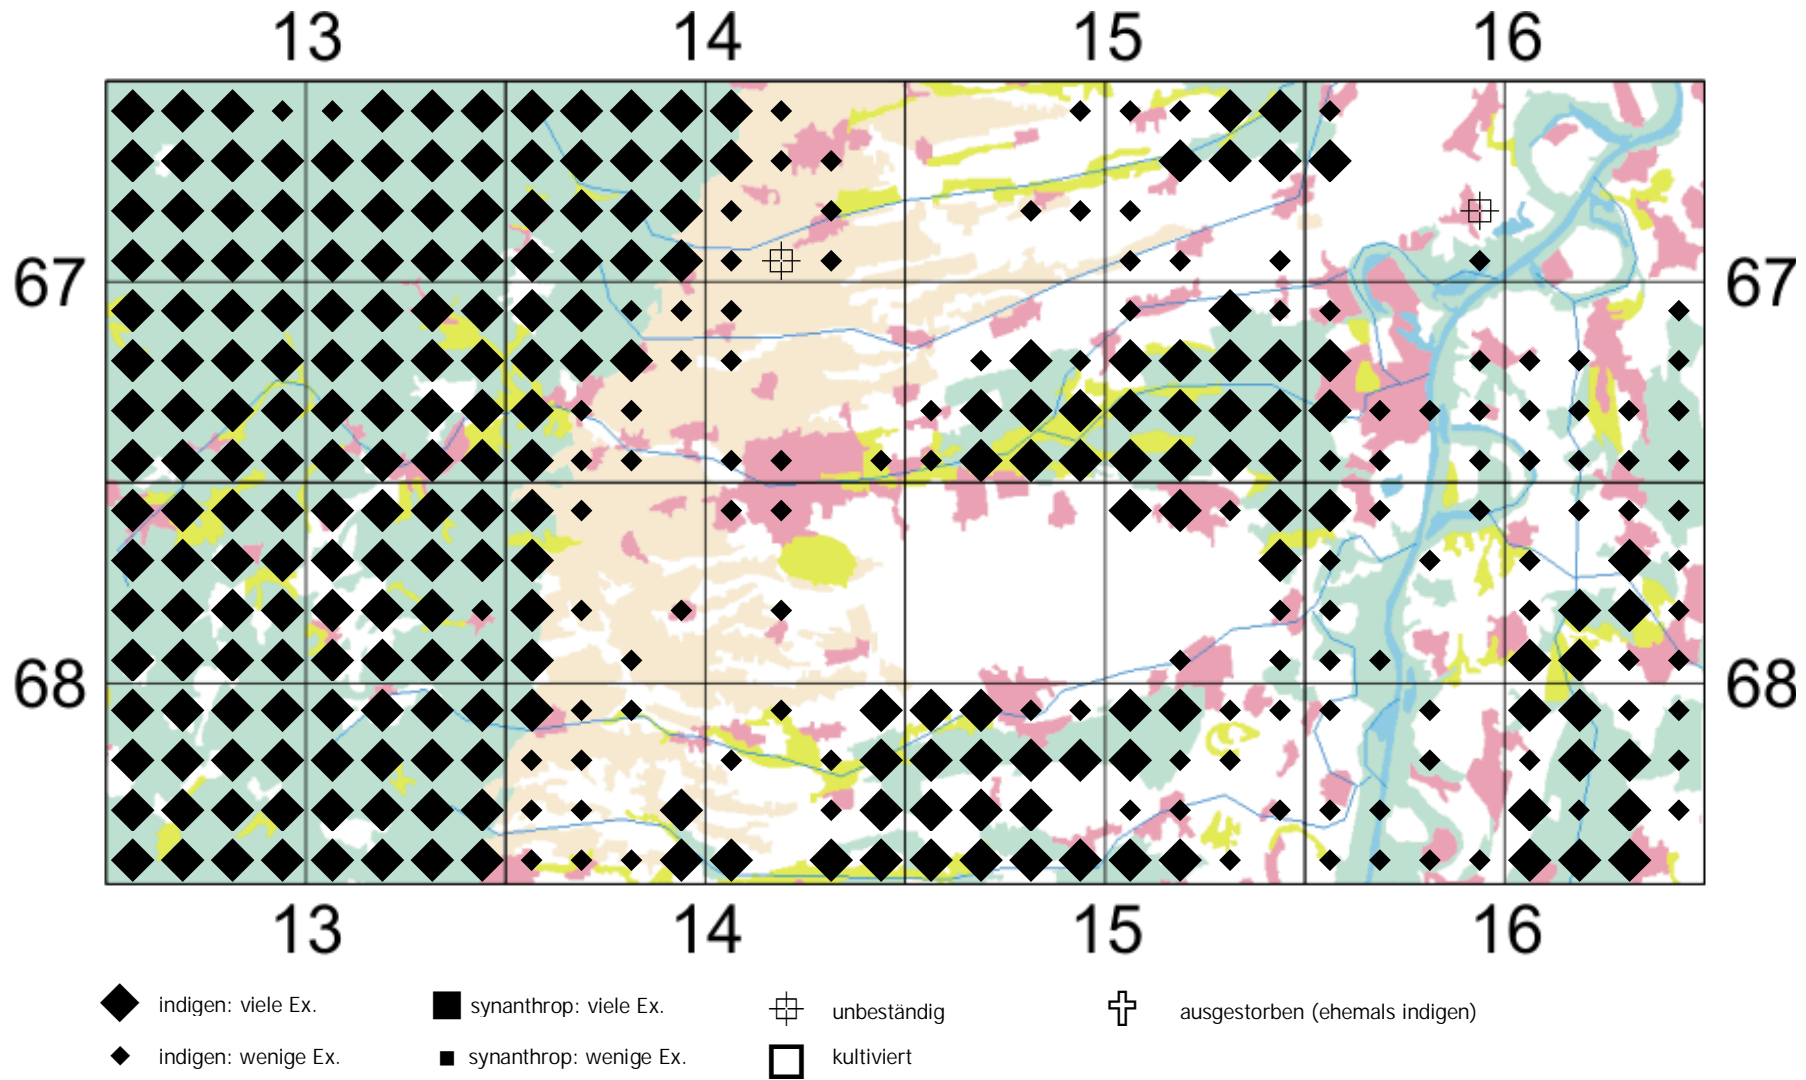 13 14 15 16
67 67
68 68
13 14 15 16
indigen: viele Ex. synanthrop: viele Ex. unbeständig ausgestorben (ehemals indigen)
indigen: wenige Ex. synanthrop: wenige Ex. kultiviert